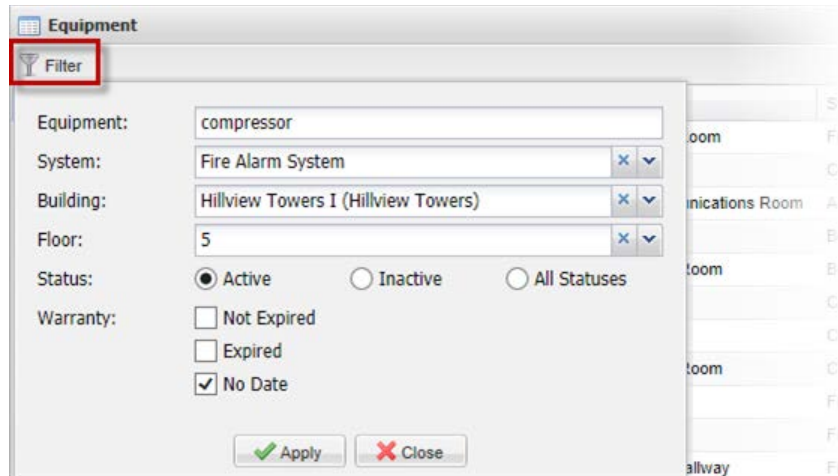 Equipment
Filter
Equipment: compressor
oom
System: Fire Alarm System
Building: Hillview Towers I (Hillview Towers)
nications Room
Floor: 5
Status: Active Inactive All Statuses
oom
Warranty: Not Expired
Expired
No Date
Room
Apply Close
allway